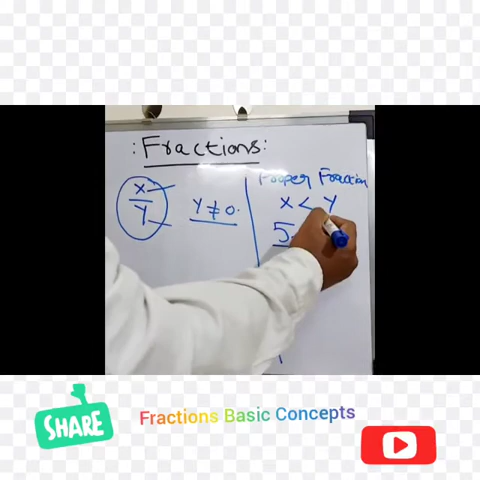 : Fractions :
Proper Fraction
x
Y
Y ≠ 0.
x < Y
5
SHARE
Fractions Basic Concepts